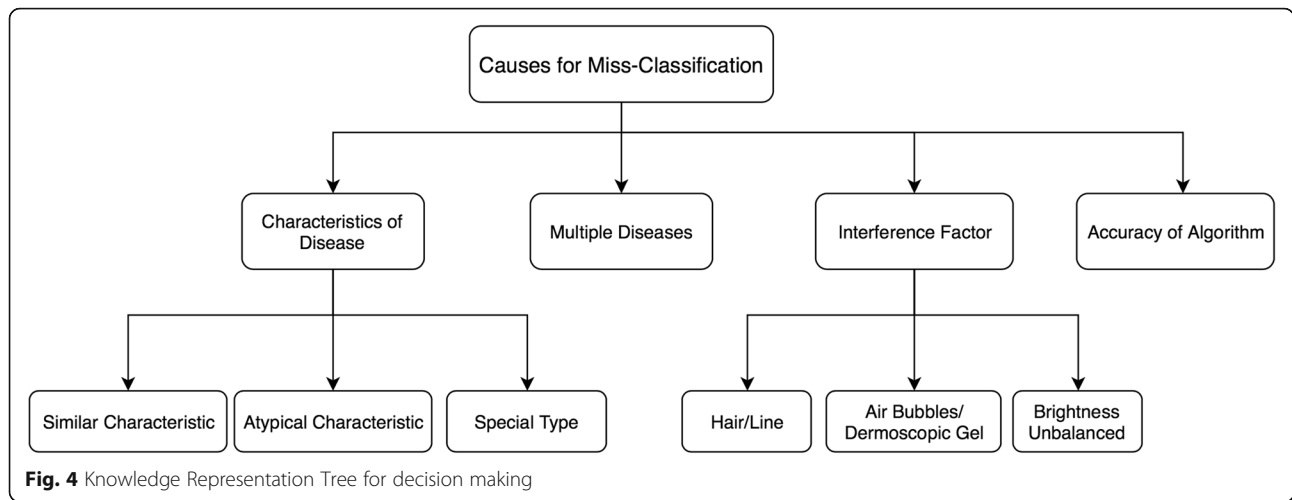 Causes for Miss-Classification
Characteristics of
Disease
Multiple Diseases
Interference Factor
Accuracy of Algorithm
Similar Characteristic
Atypical Characteristic
Special Type
Hair/Line
Air Bubbles/
Dermoscopic Gel
Brightness
Unbalanced
Fig. 4 Knowledge Representation Tree for decision making